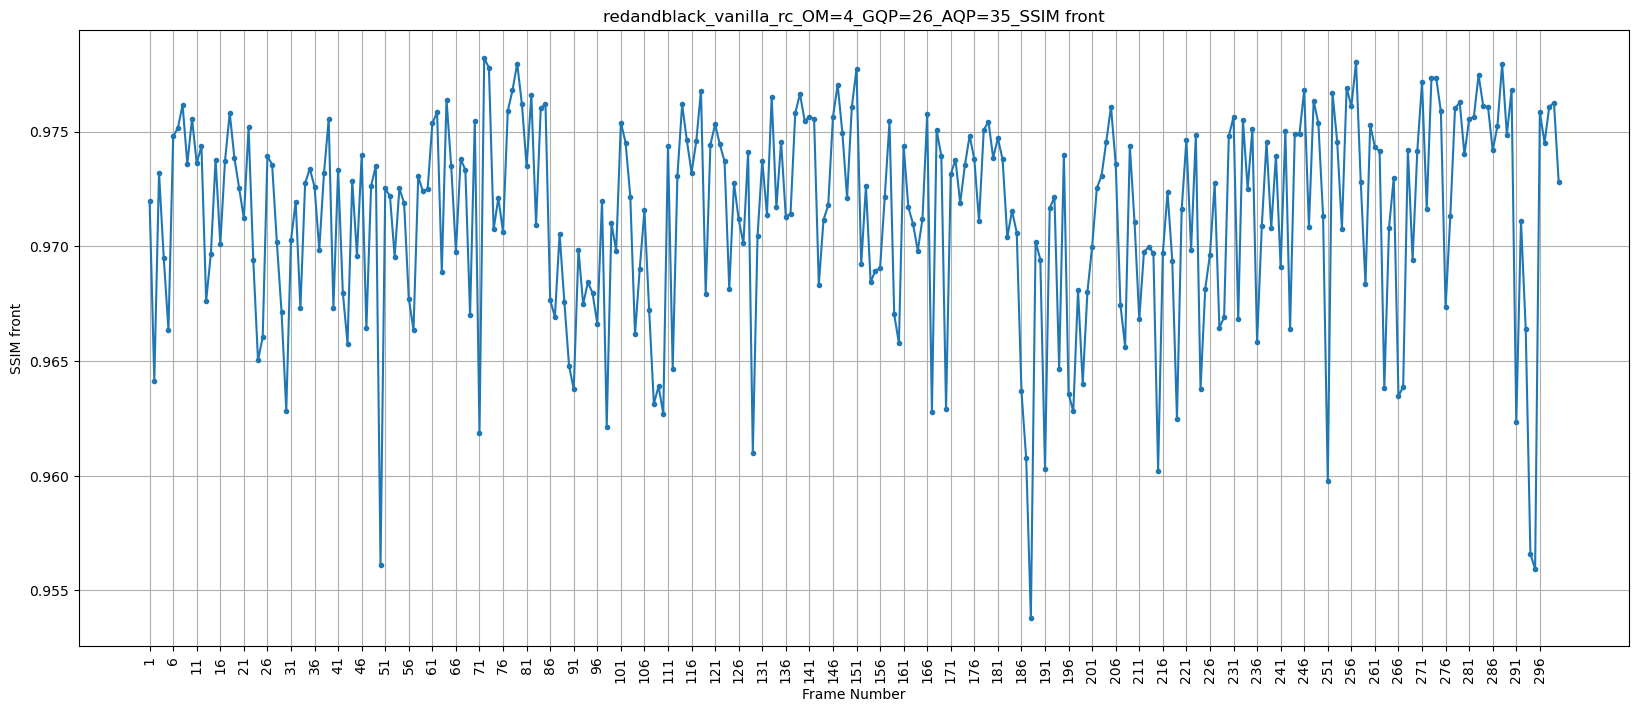 redandblack_vanilla_rc_OM=4_GQP=26_AQP=35_SSIM front
SSIM front
0.975
0.970
0.965
0.960
0.955
1 6 11 16 21 26 31 36 41 46 51 56 61 66 71 76 81 86 91 96 101 106 111 116 121 126 131 136 141 146 151 156 161 166 171 176 181 186 191 196 201 206 211 216 221 226 231 236 241 246 251 256 261 266 271 276 281 286 291 296
Frame Number